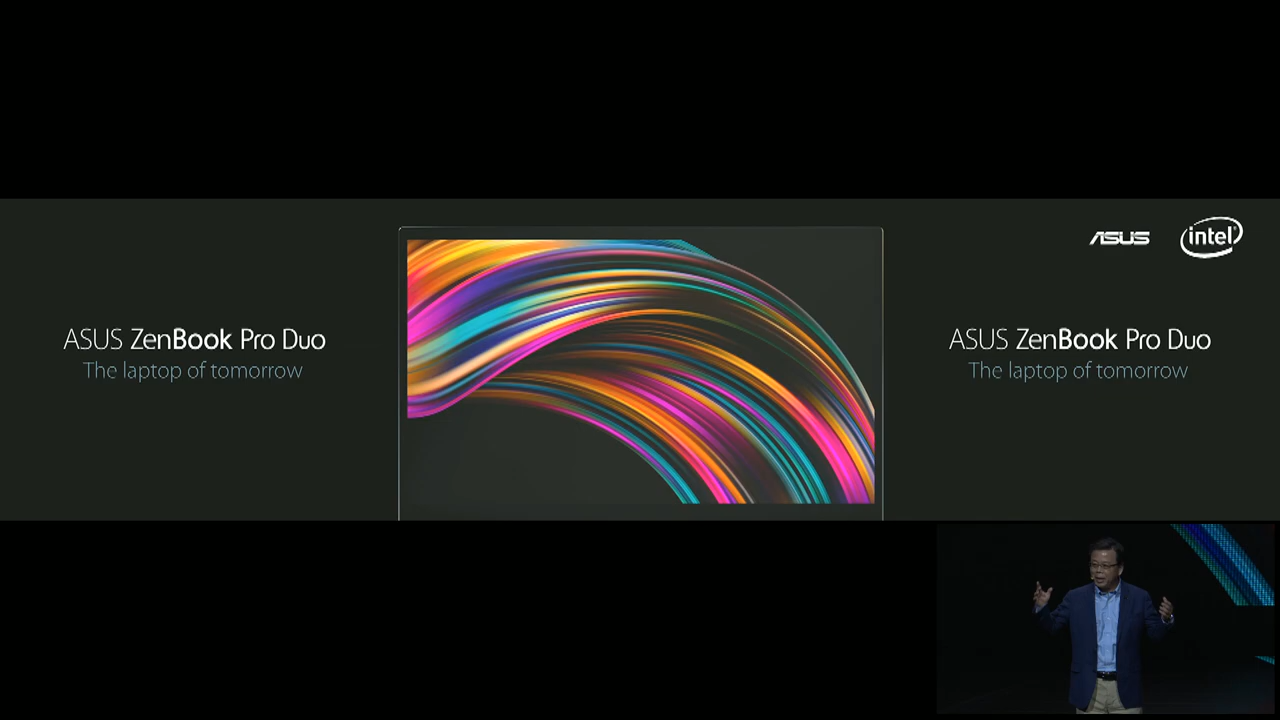 ASUS
intel
ASUS ZenBook Pro Duo
The laptop of tomorrow
ASUS ZenBook Pro Duo
The laptop of tomorrow